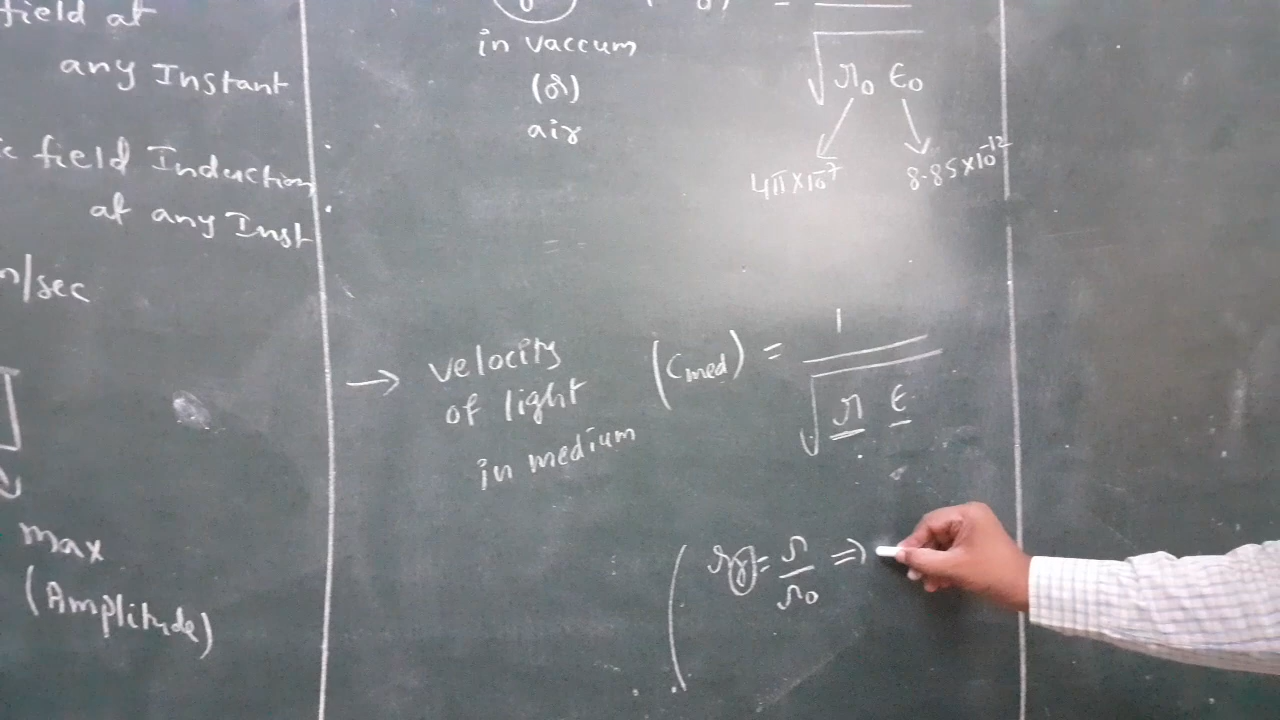 field at
any Instant
c field Induction
at any Inst
m/sec
max
(Amplitude)
in vaccum
(or)
air
√μ0 ε0
4π×10⁻⁷ 8.85×10⁻¹²
→ velocity of light in medium (Cmed) = 1/√μ ε
(μr = μ/μ0 ⇒